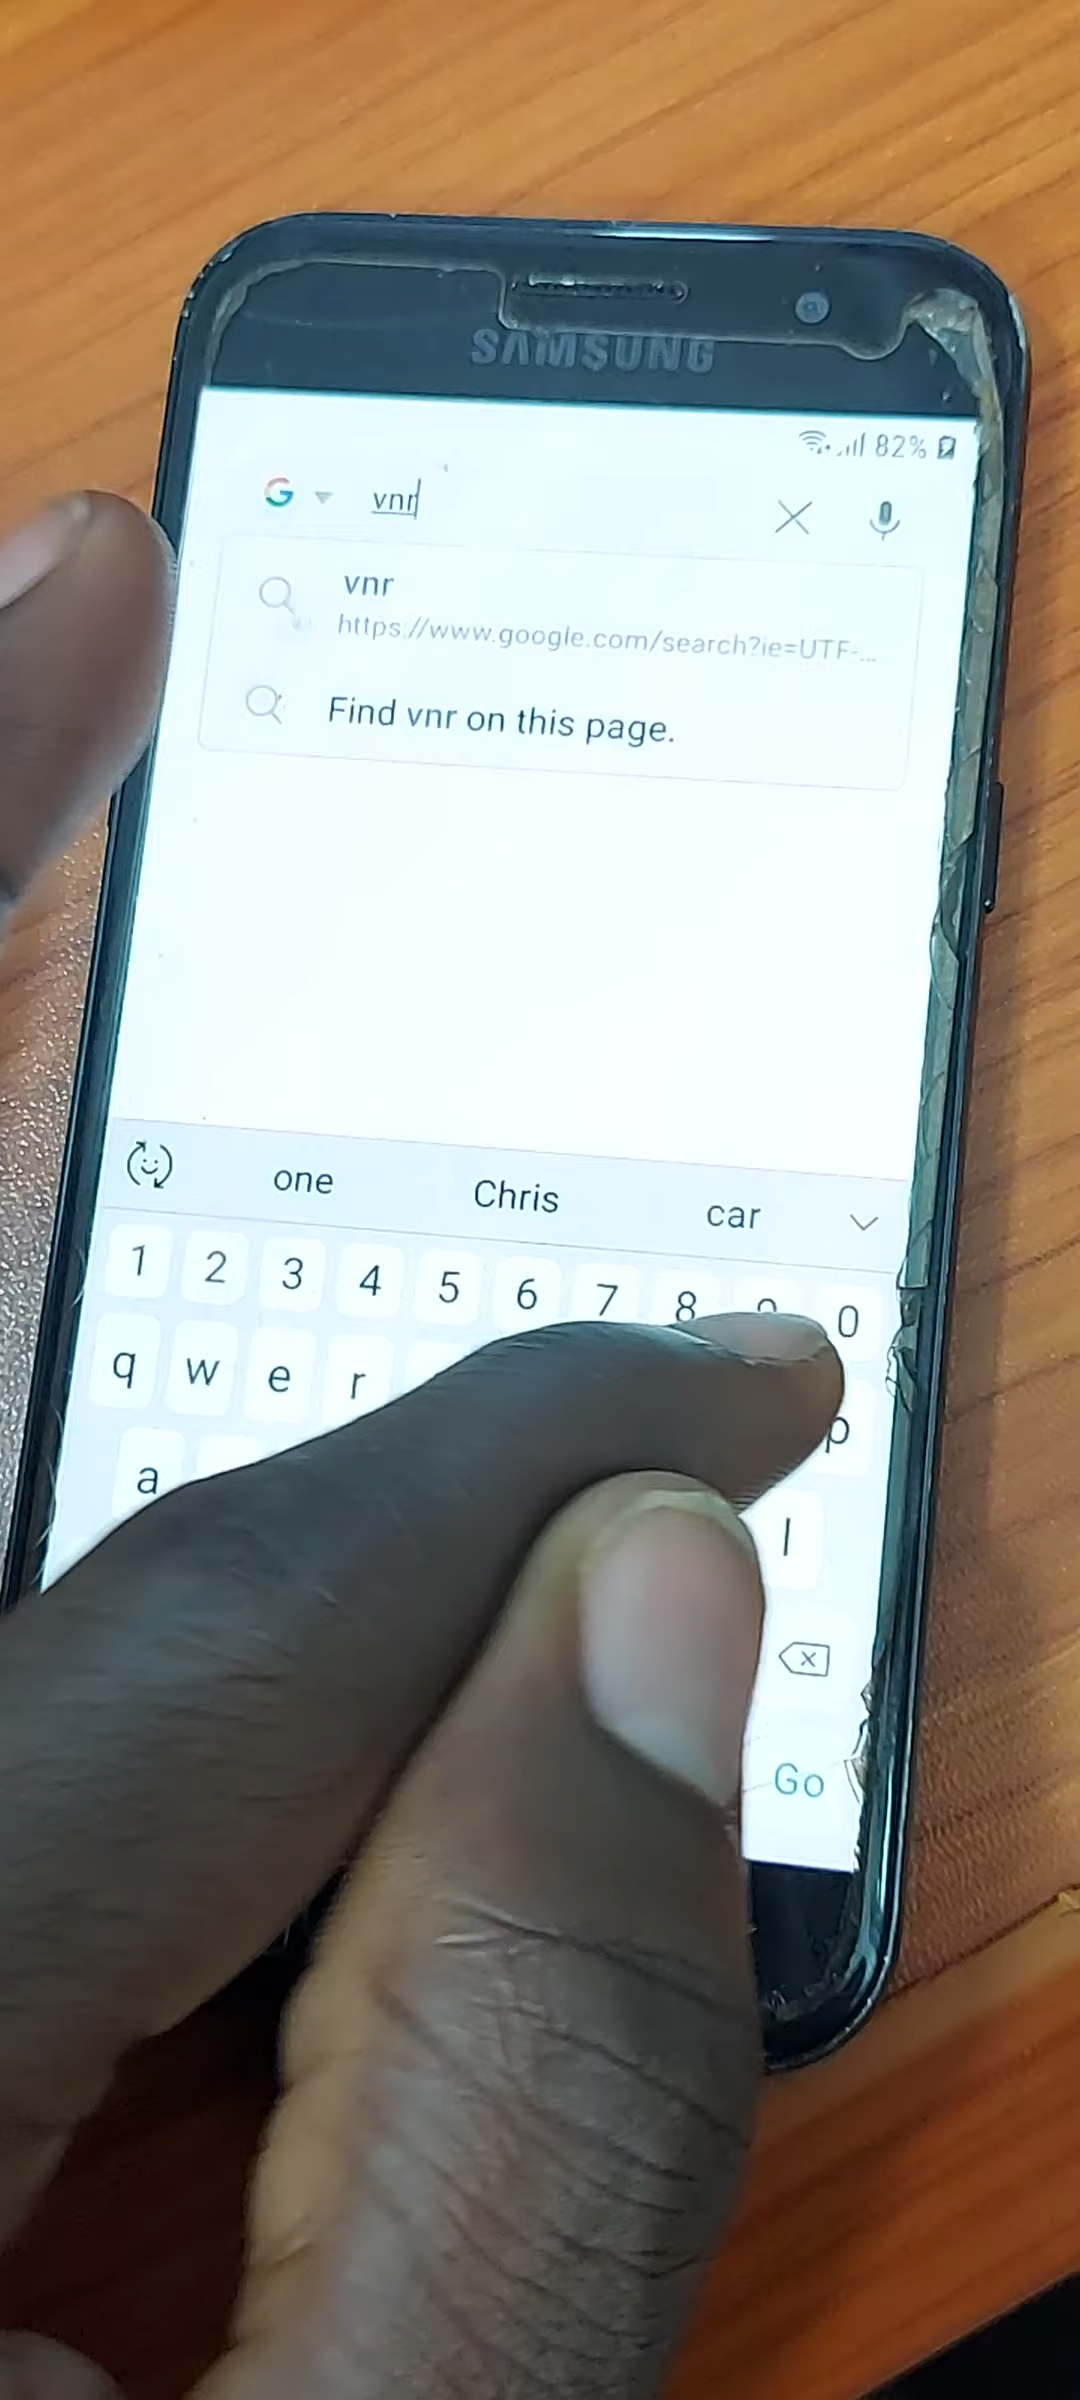 SAMSUNG
82%
G vnr
vnr
https://www.google.com/search?ie=UTF-...
Find vnr on this page.
one Chris car
1 2 3 4 5 6 7 8 9 0
q w e r p
a l
Go